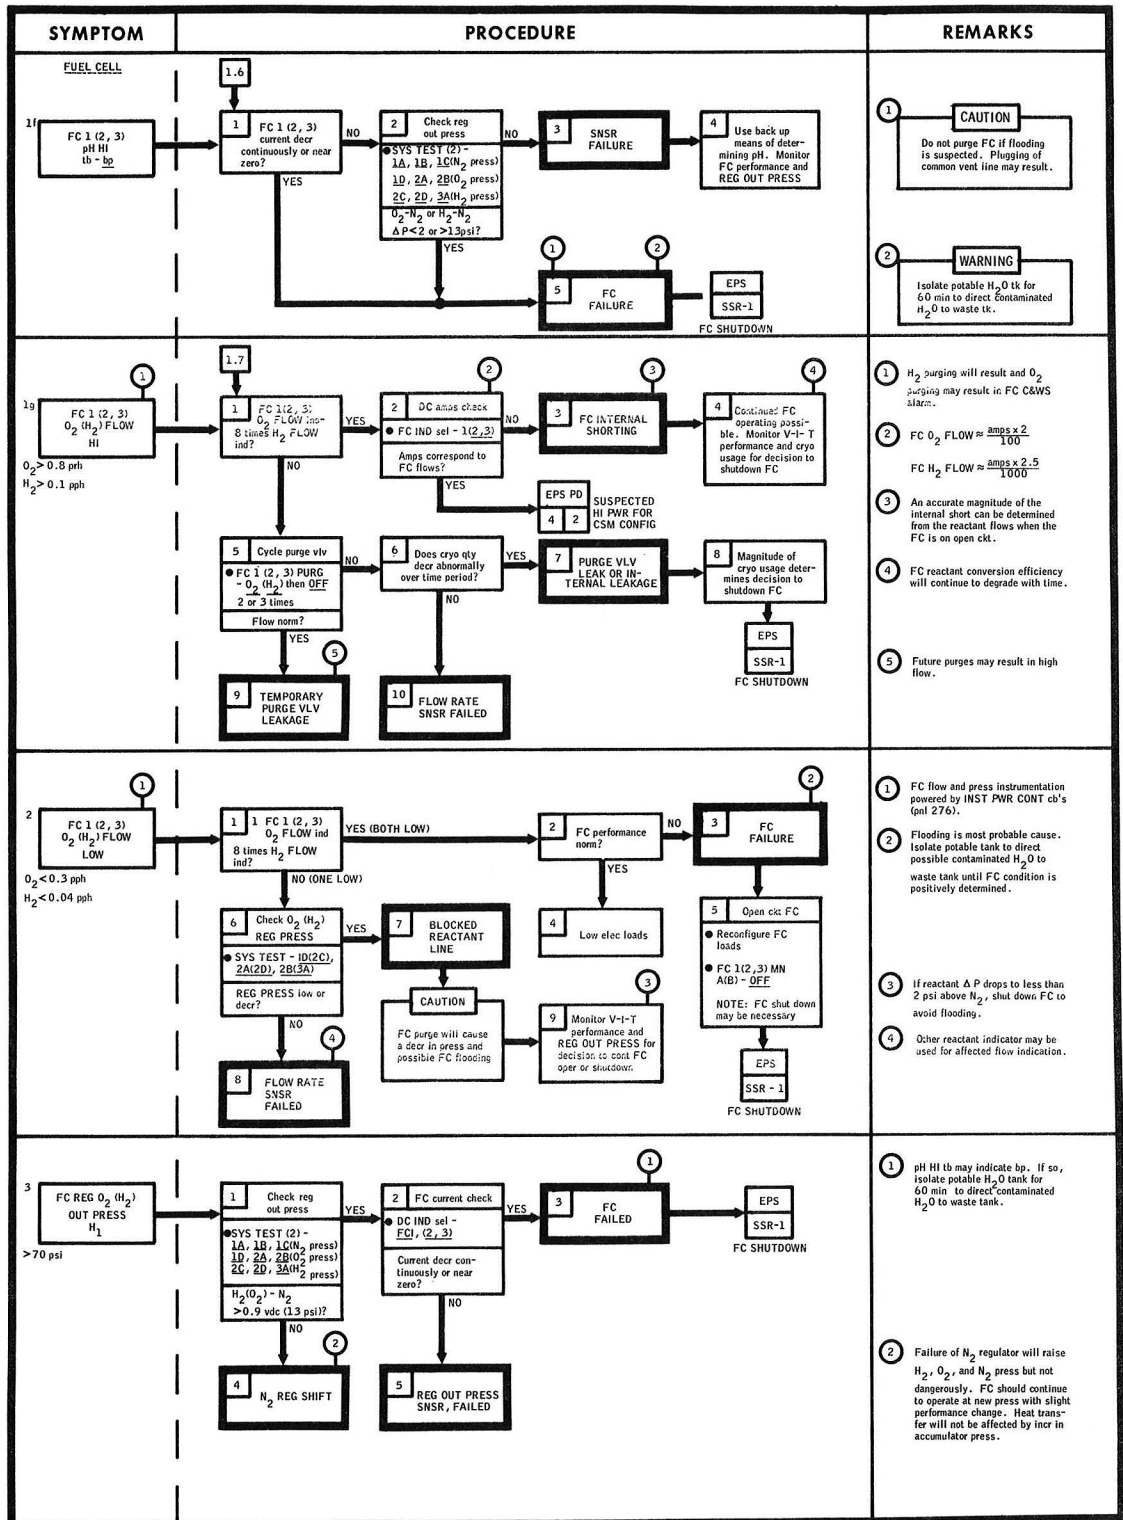 SYMPTOM
PROCEDURE
REMARKS
FUEL CELL
1f
FC 1 (2, 3)
pH HI
tb - bp
1.6
1
FC 1 (2, 3)
current decr
continuously or near
zero?
NO
YES
2
Check reg
out press
● SYS TEST (2) -
1A, 1B, 1C(N2 press)
1D, 2A, 2B(O2 press)
2C, 2D, 3A(H2 press)
O2-N2 or H2-N2
Δ P<2 or >13psi?
NO
YES
3
SNSR
FAILURE
4
Use back up
means of deter-
mining pH. Monitor
FC performance and
REG OUT PRESS
1
2
5
FC
FAILURE
EPS
SSR-1
FC SHUTDOWN
1
CAUTION
Do not purge FC if flooding
is suspected. Plugging of
common vent line may result.
2
WARNING
Isolate potable H2O tk for
60 min to direct contaminated
H2O to waste tk.
1g
1
FC 1 (2, 3)
O2 (H2) FLOW
HI
O2 > 0.8 prh
H2 > 0.1 pph
1.7
1
FC 1(2, 3)
O2 FLOW ind-
8 times H2 FLOW
ind?
YES
NO
2
2
DC amps check
● FC IND sel - 1(2,3)
Amps correspond to
FC flows?
NO
YES
3
3
FC INTERNAL
SHORTING
4
4
Continued FC
operating possi-
ble. Monitor V-I-T
performance and cryo
usage for decision to
shutdown FC
EPS PD
4
2
SUSPECTED
HI PWR FOR
CSM CONFIG
5
Cycle purge vlv
● FC 1 (2, 3) PURG
- O2 (H2) then OFF
2 or 3 times
Flow norm?
NO
YES
6
Does cryo qty
decr abnormally
over time period?
YES
NO
7
PURGE VLV
LEAK OR IN-
TERNAL LEAKAGE
8
Magnitude of
cryo usage deter-
mines decision to
shutdown FC
EPS
SSR-1
FC SHUTDOWN
5
9
TEMPORARY
PURGE VLV
LEAKAGE
10
FLOW RATE
SNSR FAILED
1
H2 purging will result and O2
purging may result in FC C&WS
alarm.
2
FC O2 FLOW ≈ amps x 2
100
FC H2 FLOW ≈ amps x 2.5
1000
3
An accurate magnitude of the
internal short can be determined
from the reactant flows when the
FC is on open ckt.
4
FC reactant conversion efficiency
will continue to degrade with time.
5
Future purges may result in high
flow.
2
1
FC 1 (2, 3)
O2 (H2) FLOW
LOW
O2 < 0.3 pph
H2 < 0.04 pph
1
1 FC 1 (2, 3)
O2 FLOW ind
8 times H2 FLOW
ind?
YES (BOTH LOW)
NO (ONE LOW)
2
FC performance
norm?
NO
YES
2
3
FC
FAILURE
4
Low elec loads
5
Open ckt FC
● Reconfigure FC
loads
● FC 1(2,3) MN
A(B) - OFF
NOTE: FC shut down
may be necessary
EPS
SSR - 1
FC SHUTDOWN
6
Check O2 (H2)
REG PRESS
● SYS TEST - ID(2C),
2A(2D), 2B(3A)
REG PRESS low or
decr?
YES
NO
7
BLOCKED
REACTANT
LINE
CAUTION
FC purge will cause
a decr in press and
possible FC flooding
3
9
Monitor V-I-T
performance and
REG OUT PRESS for
decision to cont FC
oper or shutdown.
4
8
FLOW RATE
SNSR
FAILED
1
FC flow and press instrumentation
powered by INST PWR CONT cb's
(pnl 276).
2
Flooding is most probable cause.
Isolate potable tank to direct
possible contaminated H2O to
waste tank until FC condition is
positively determined.
3
If reactant Δ P drops to less than
2 psi above N2, shut down FC to
avoid flooding.
4
Other reactant indicator may be
used for affected flow indication.
3
FC REG O2 (H2)
OUT PRESS
H1
>70 psi
1
Check reg
out press
● SYS TEST (2) -
1A, 1B, 1C(N2 press)
1D, 2A, 2B(O2 press)
2C, 2D, 3A(H2 press)
H2(O2) - N2
>0.9 vdc (13 psi)?
YES
NO
2
FC current check
● DC IND sel -
FCI, (2, 3)
Current decr con-
tinuously or near
zero?
YES
NO
1
3
FC
FAILED
EPS
SSR-1
FC SHUTDOWN
2
4
N2 REG SHIFT
5
REG OUT PRESS
SNSR, FAILED
1
pH HI tb may indicate bp. If so,
isolate potable H2O tank for
60 min to direct contaminated
H2O to waste tank.
2
Failure of N2 regulator will raise
H2, O2, and N2 press but not
dangerously. FC should continue
to operate at new press with slight
performance change. Heat trans-
fer will not be affected by incr in
accumulator press.